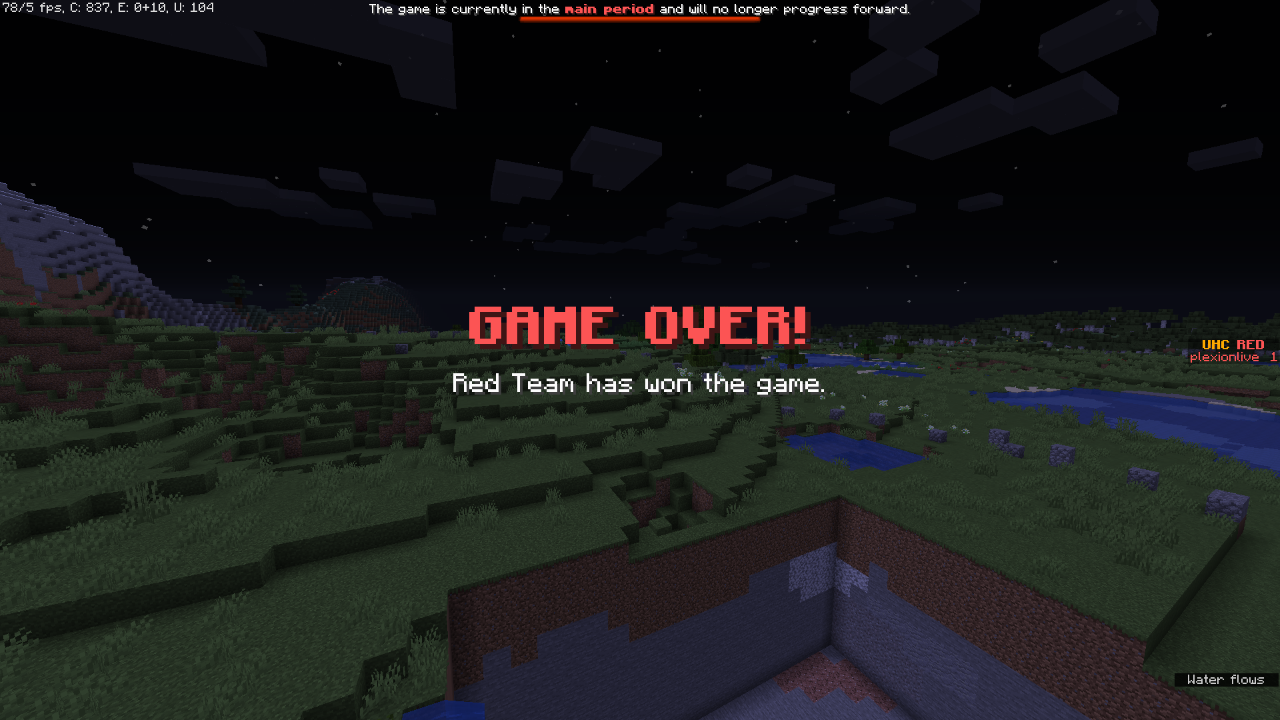 78/5 fps, C: 837, E: 0+10, U: 104
The game is currently in the main period and will no longer progress forward.
GAME OVER!
Red Team has won the game.
UHC RED
plexionlive 1
Water flows